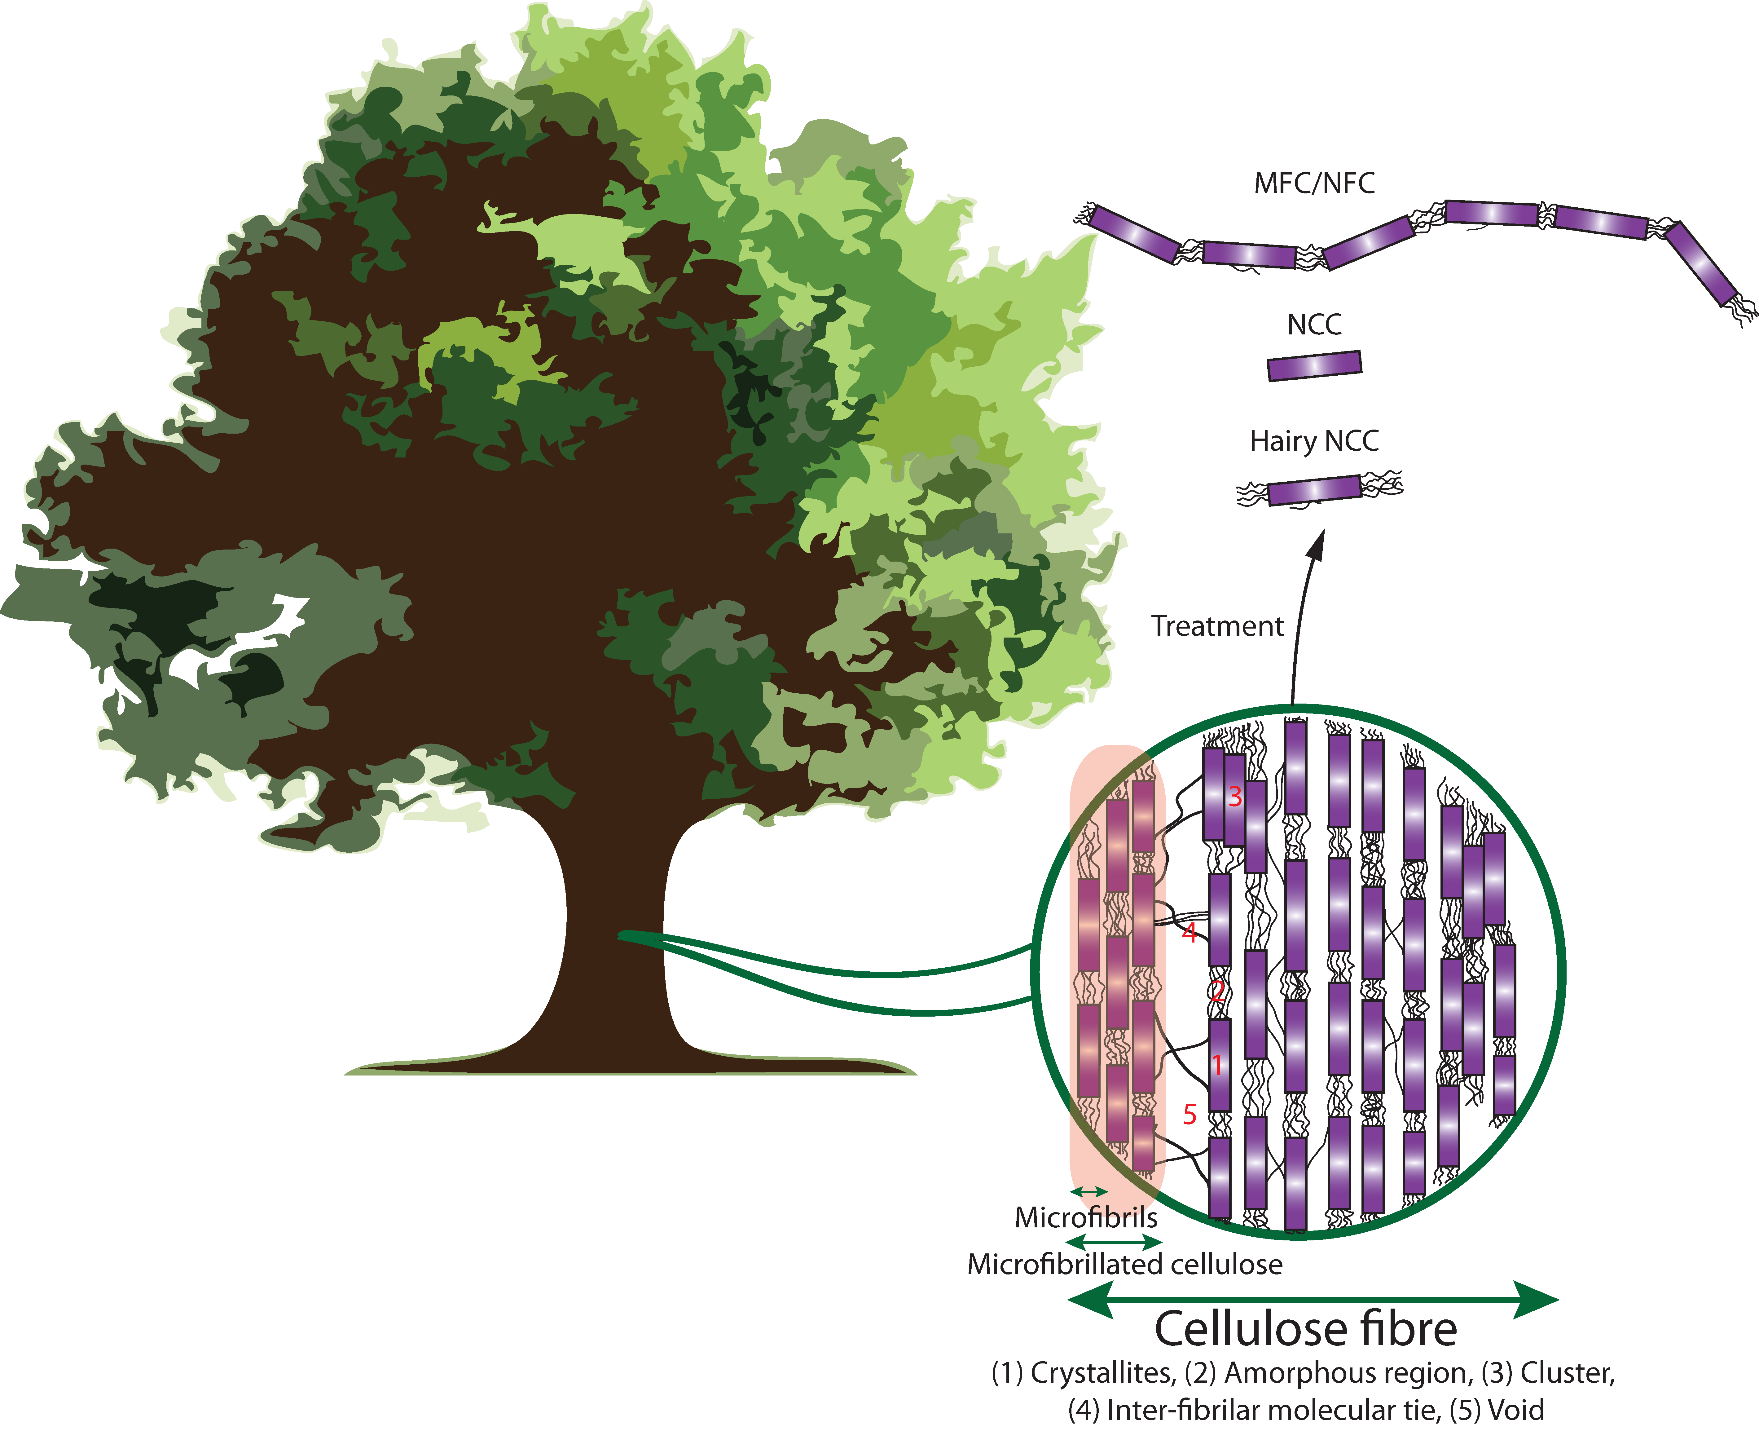 MFC/NFC
NCC
Hairy NCC
Treatment
3
4
2
1
5
Microfibrils
Microfibrillated cellulose
Cellulose fibre
(1) Crystallites, (2) Amorphous region, (3) Cluster,
(4) Inter-fibrilar molecular tie, (5) Void